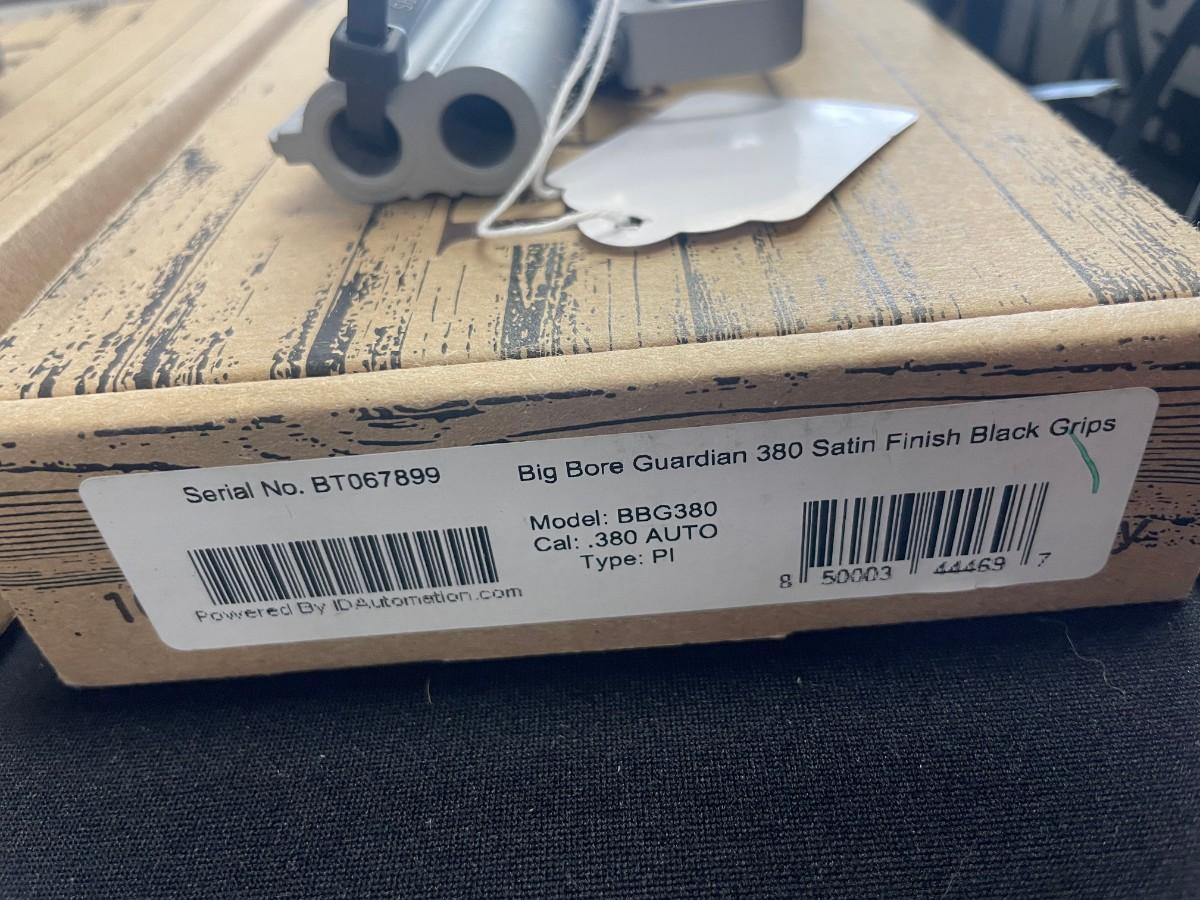 Serial No. BT067899
Big Bore Guardian 380 Satin Finish Black Grips
Model: BBG380
Cal: .380 AUTO
Type: PI
Powered By IDAutomation.com
8 50003 44469 7